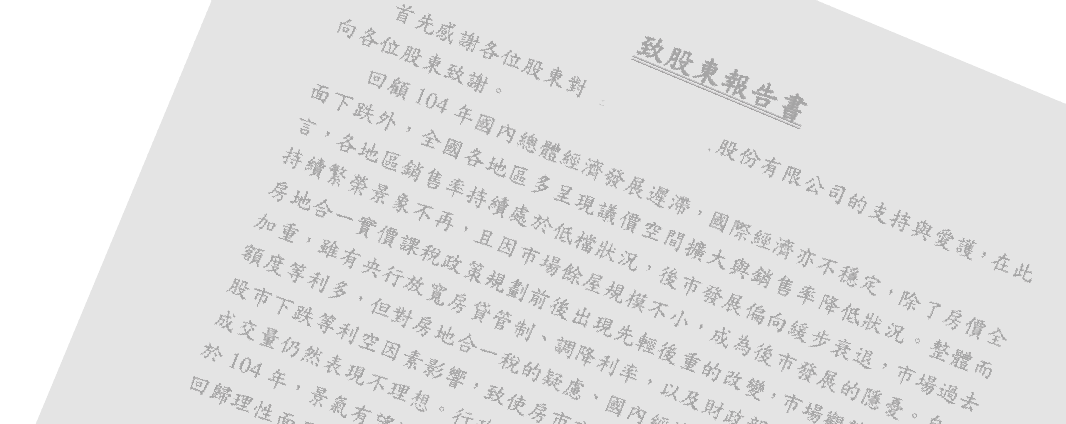 致股東報告書
首先感謝各位股東對 股份有限公司的支持與愛護，在此
向各位股東致謝。
回顧 104 年國內總體經濟發展遲滯，國際經濟亦不穩定，除了房價全
面下跌外，全國各地區多呈現議價空間擴大與銷售率降低狀況。整體而
言，各地區銷售率持續處於低檔狀況，後市發展偏向緩步衰退，市場過去
持續繁榮景象不再，且因市場餘屋規模不小，成為後市發展的隱憂。
房地合一實價課稅政策規劃前後出現先輕後重的改變，市場觀
加重，雖有央行放寬房貸管制、調降利率，以及財政部
額度等利多，但對房地合一稅的疑慮、國內經
股市下跌等利空因素影響，致使房市
成交量仍然表現不理想。
於 104 年，景氣有望
回歸理性面